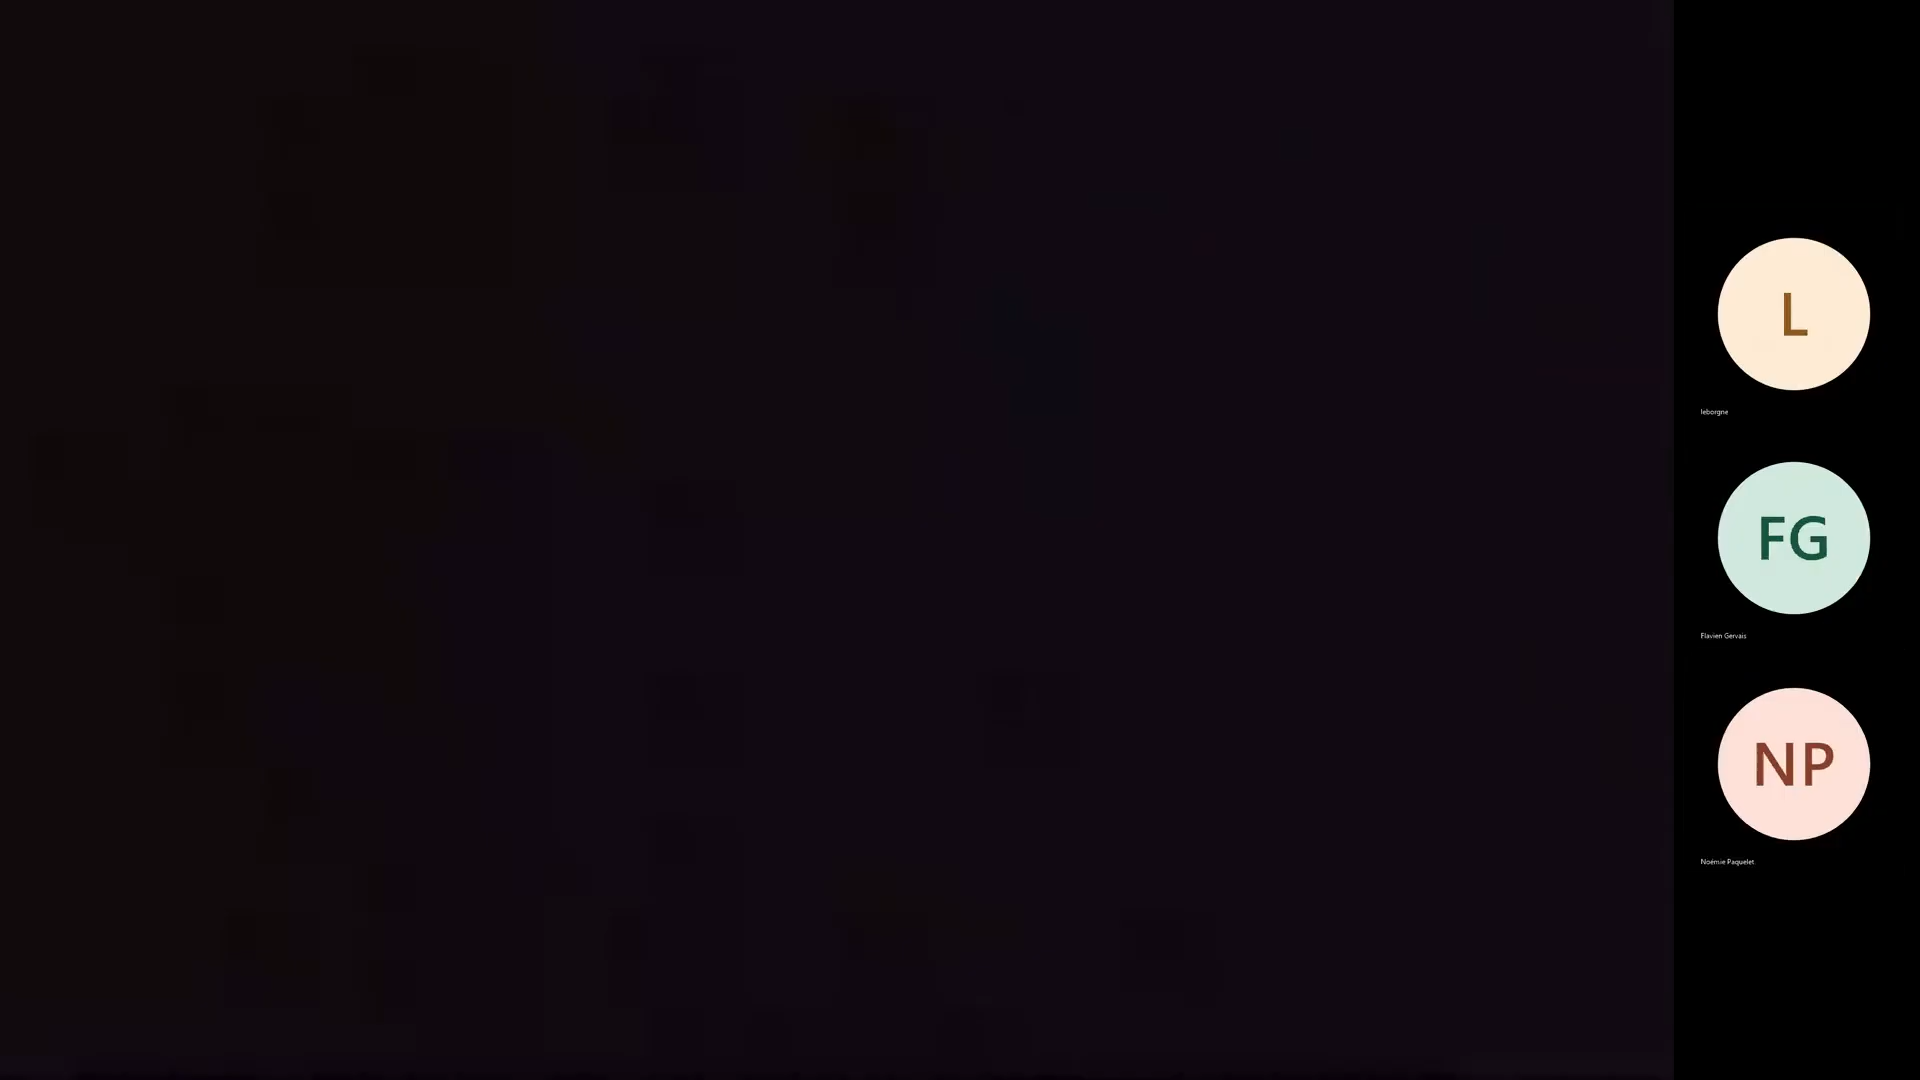 L
leborgne
FG
Flavien Gervais
NP
Noémie Paquelet